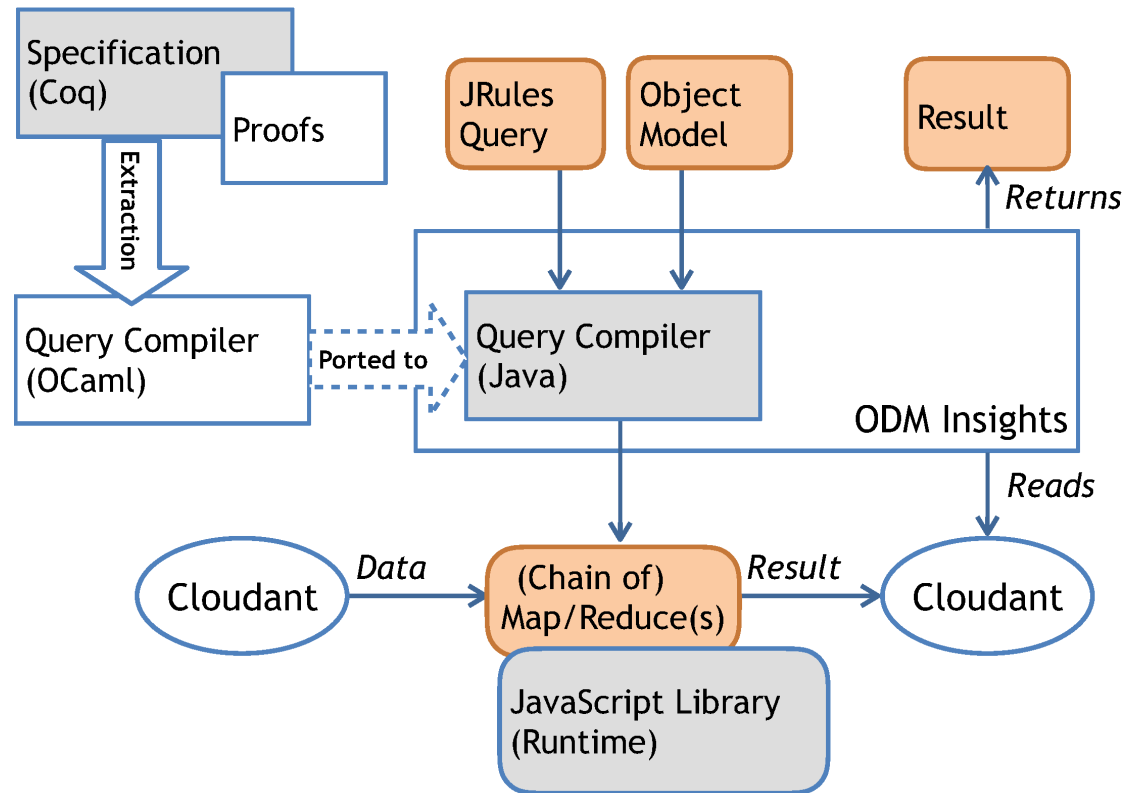 Specification
(Coq)
Proofs
Extraction
JRules
Query
Object
Model
Result
Returns
Query Compiler
(OCaml)
Ported to
Query Compiler
(Java)
ODM Insights
Reads
Cloudant
Data
(Chain of)
Map/Reduce(s)
Result
Cloudant
JavaScript Library
(Runtime)